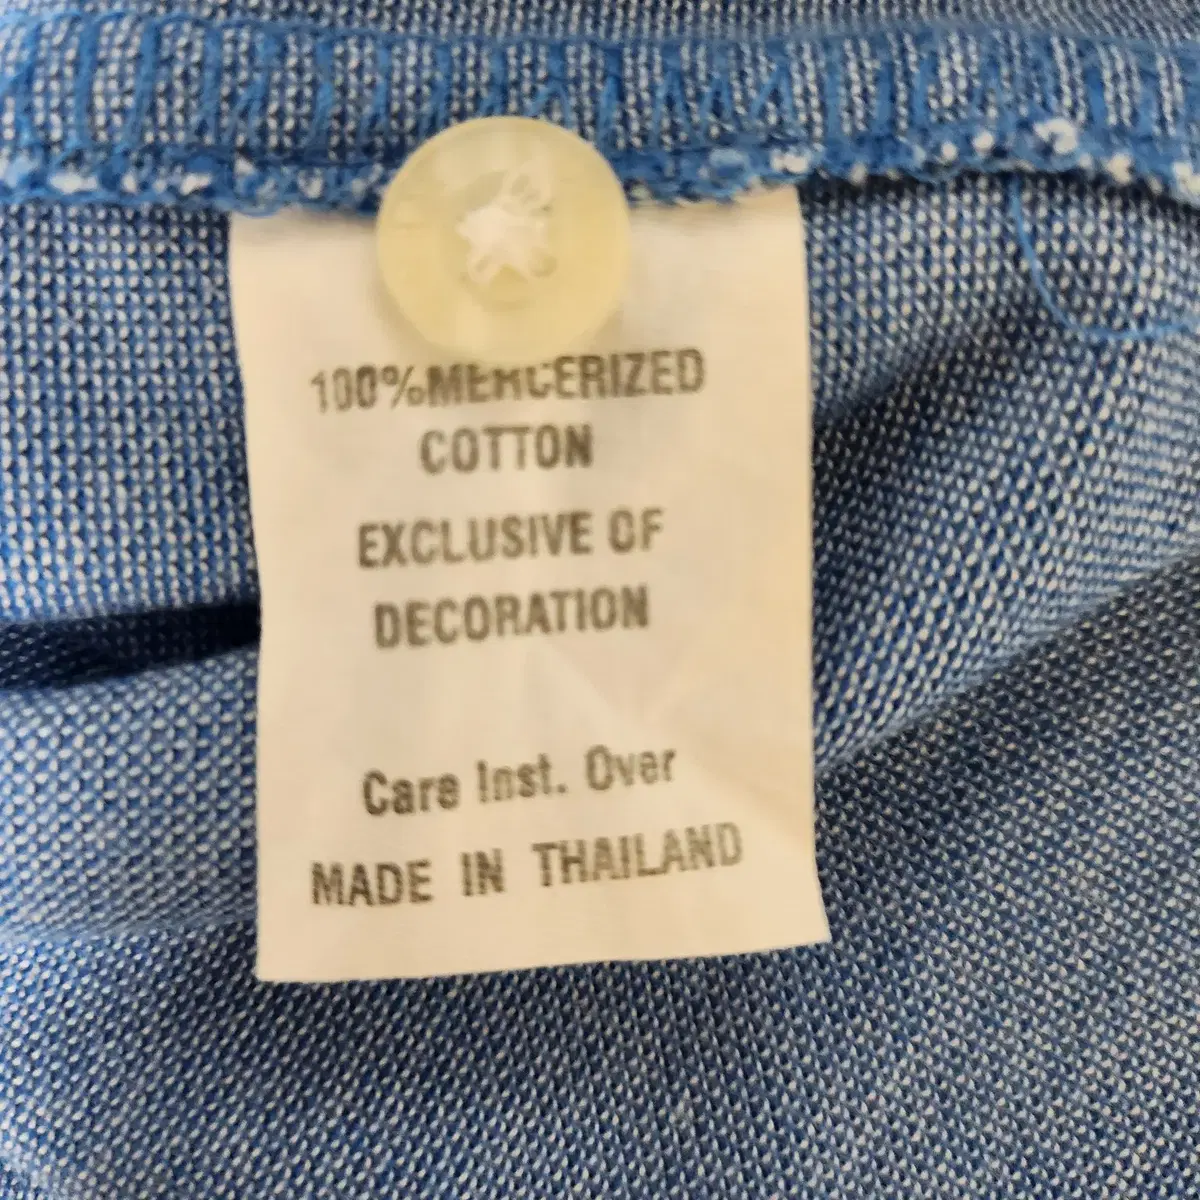 100%MERCERIZED
COTTON
EXCLUSIVE OF
DECORATION
Care Inst. Over
MADE IN THAILAND